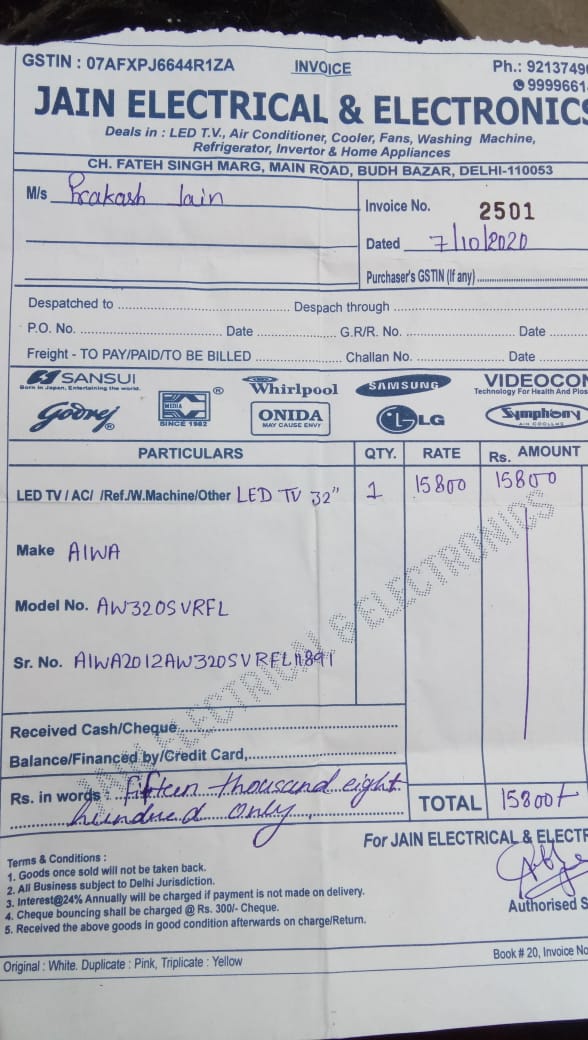 GSTIN : 07AFXPJ6644R1ZA INVOICE Ph.: 9213749
999661
JAIN ELECTRICAL & ELECTRONICS
Deals in : LED T.V., Air Conditioner, Cooler, Fans, Washing Machine,
Refrigerator, Invertor & Home Appliances
CH. FATEH SINGH MARG, MAIN ROAD, BUDH BAZAR, DELHI-110053
M/s Prakash Jain
Invoice No. 2501
Dated 7/10/2020
Purchaser's GSTIN (If any)
Despatched to Despach through
P.O. No. Date G.R/R. No. Date
Freight - TO PAY/PAID/TO BE BILLED Challan No. Date
SANSUI Whirlpool SAMSUNG VIDEOCON
Born in Japan, Entertaining the world. Technology For Health And
Godrej MEDIA SINCE 1982 ONIDA MAY CAUSE ENVY LG Symphony AIR COOLERS
PARTICULARS QTY. RATE Rs. AMOUNT
LED TV / AC/ /Ref./W.Machine/Other LED TV 32" 1 15800 15800
Make AIWA
Model No. AW320SVRFL
Sr. No. AIWA2012AW320SVRFL11891
JAIN ELECTRICAL & ELECTRONICS
Received Cash/Cheque
Balance/Financed by/Credit Card,
Rs. in words : fifteen thousand eight
hundred only.
TOTAL 15800/-
For JAIN ELECTRICAL & ELECTR
Terms & Conditions :
1. Goods once sold will not be taken back.
2. All Business subject to Delhi Jurisdiction.
3. Interest@24% Annually will be charged if payment is not made on delivery.
4. Cheque bouncing shall be charged @ Rs. 300/- Cheque.
5. Received the above goods in good condition afterwards on charge/Return.
Authorised S
Original : White. Duplicate : Pink, Triplicate : Yellow Book # 20, Invoice No